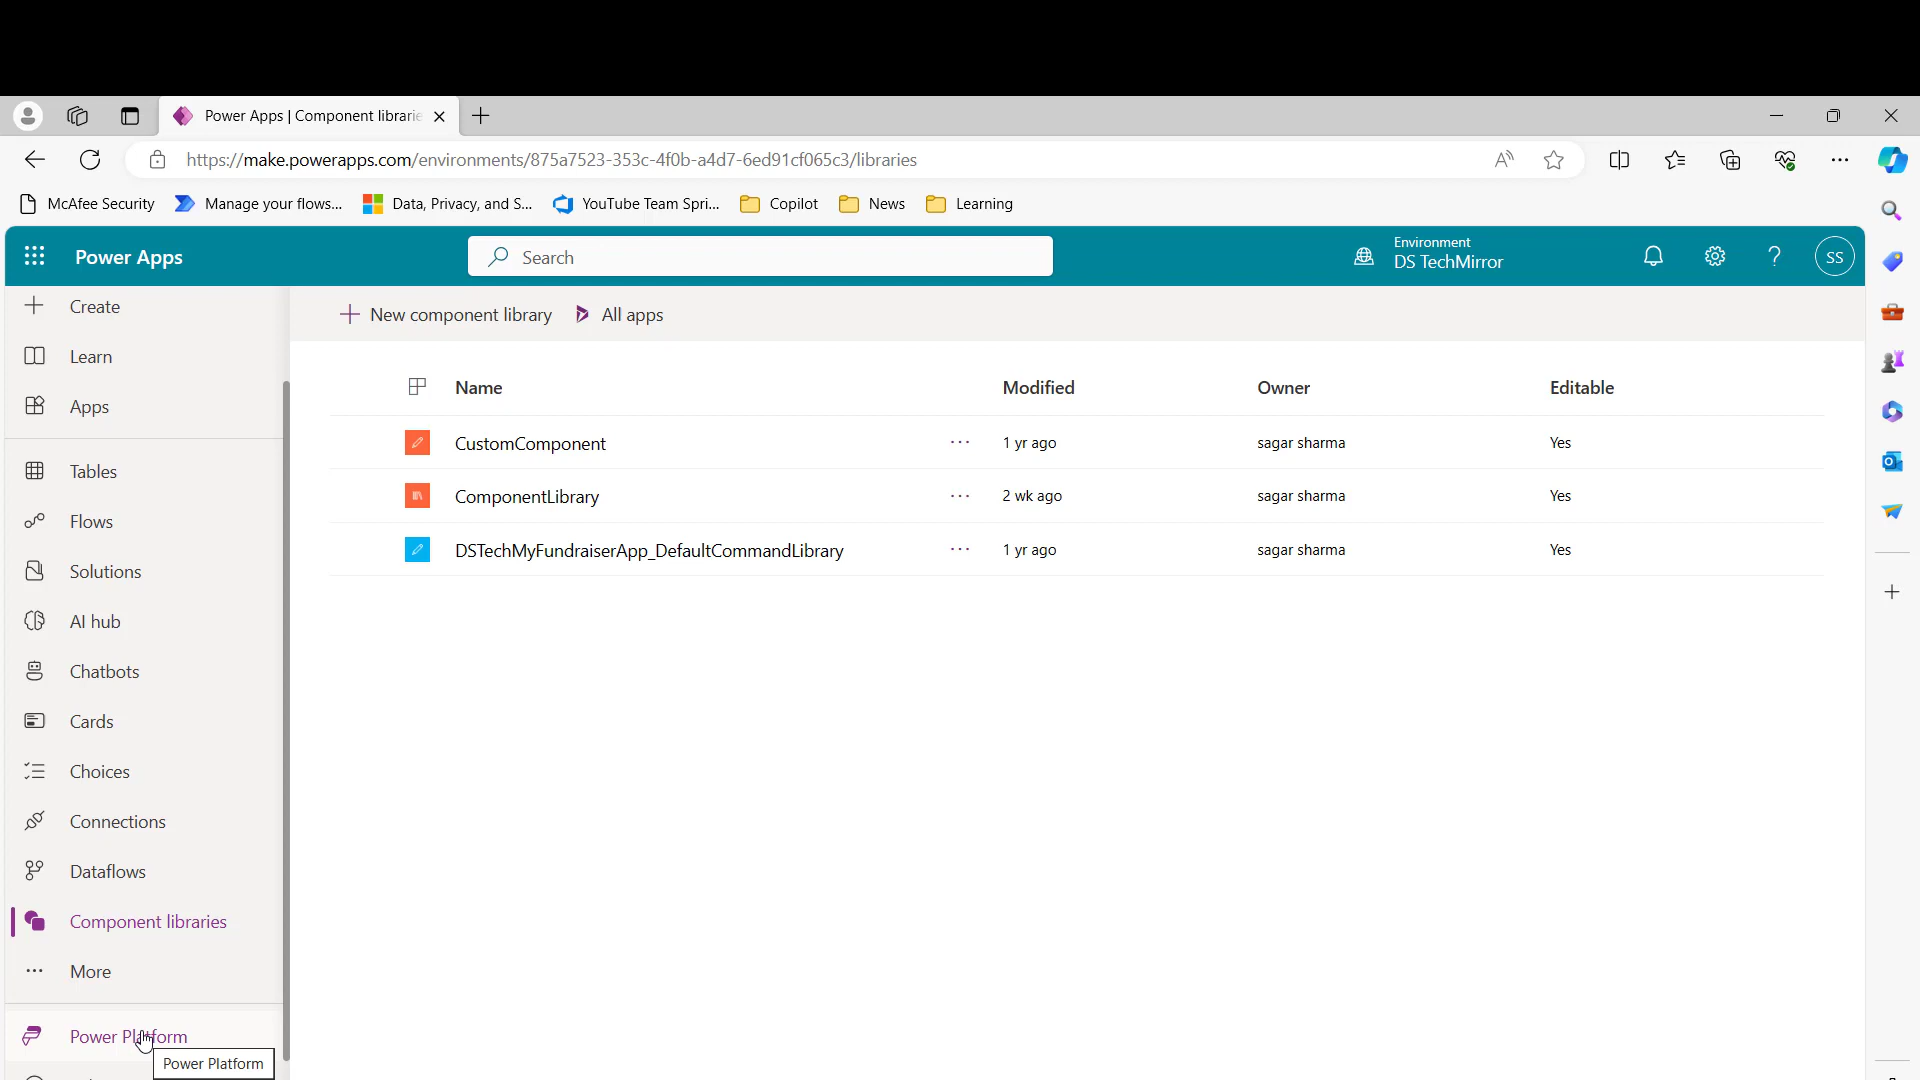 Power Apps | Component librarie
https://make.powerapps.com/environments/875a7523-353c-4f0b-a4d7-6ed91cf065c3/libraries
McAfee Security
Manage your flows...
Data, Privacy, and S...
YouTube Team Spri...
Copilot
News
Learning
Power Apps
Search
Environment
DS TechMirror
SS
Create
Learn
Apps
Tables
Flows
Solutions
AI hub
Chatbots
Cards
Choices
Connections
Dataflows
Component libraries
More
Power Platform
Power Platform
New component library
All apps
Name Modified Owner Editable
CustomComponent ... 1 yr ago sagar sharma Yes
ComponentLibrary ... 2 wk ago sagar sharma Yes
DSTechMyFundraiserApp_DefaultCommandLibrary ... 1 yr ago sagar sharma Yes